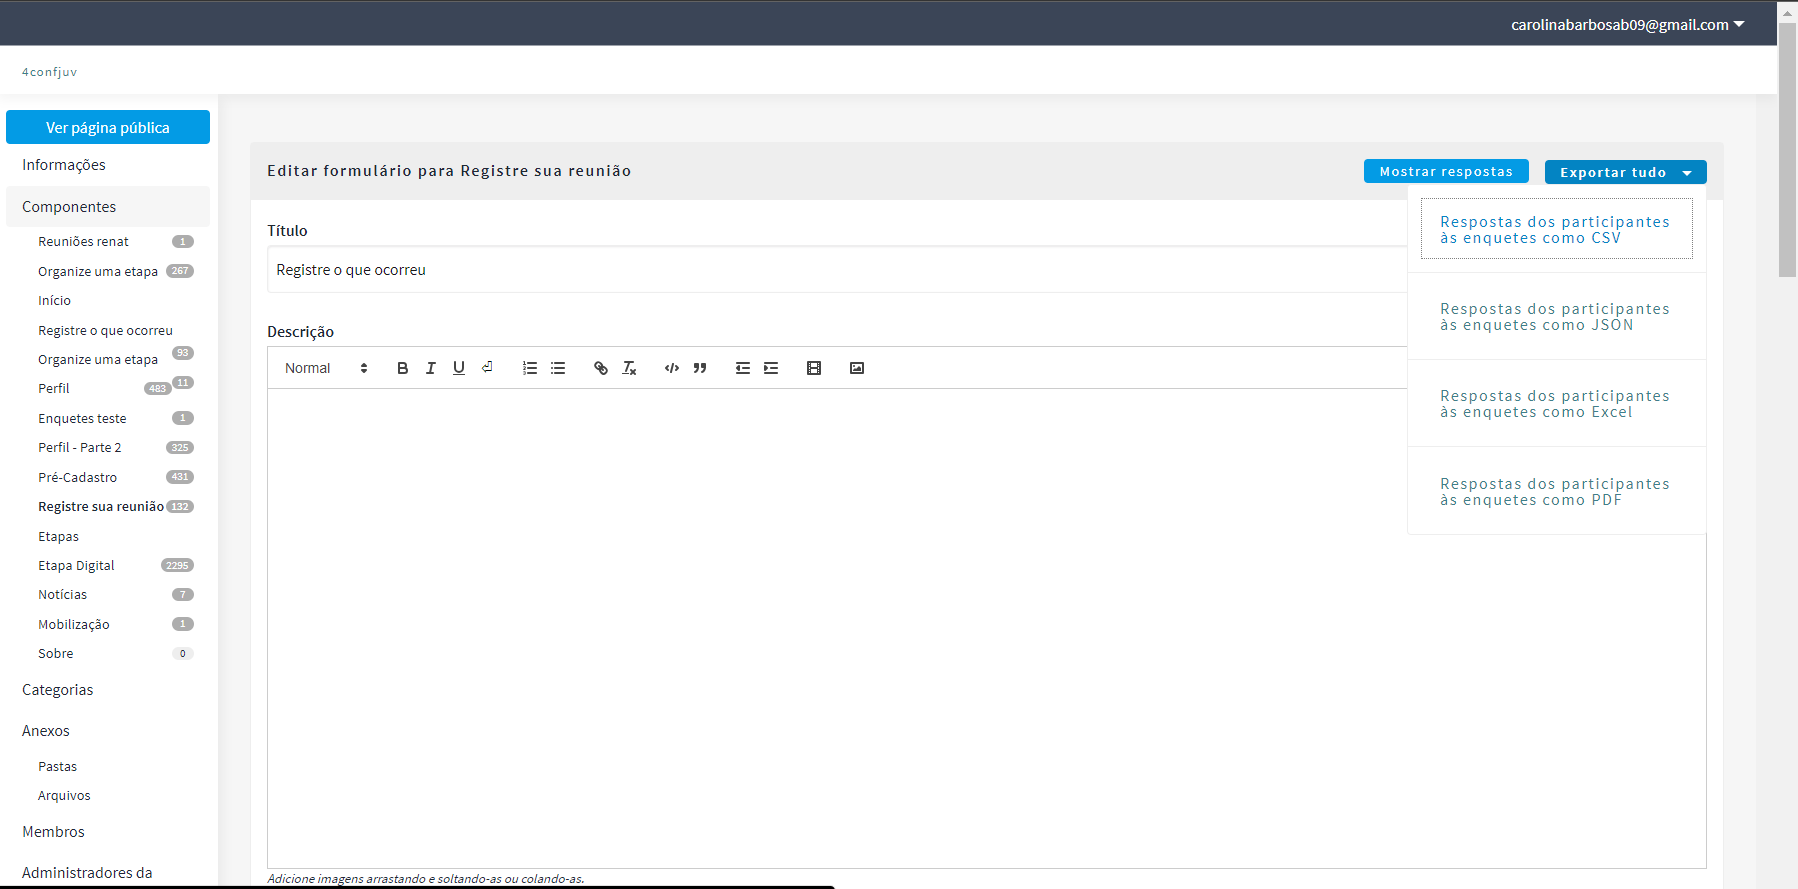 carolinabarbosab09@gmail.com
4confjuv
Ver página pública
Informações
Componentes
Reuniões renat 1
Organize uma etapa 267
Início
Registre o que ocorreu
93
Organize uma etapa
11
Perfil 483
Enquetes teste 1
Perfil - Parte 2 325
Pré-Cadastro 431
Registre sua reunião 132
Etapas
Etapa Digital 2295
Notícias 7
Mobilização 1
Sobre 0
Categorias
Anexos
Pastas
Arquivos
Membros
Administradores da
Editar formulário para Registre sua reunião
Mostrar respostas
Exportar tudo
Respostas dos participantes
às enquetes como CSV
Respostas dos participantes
às enquetes como JSON
Respostas dos participantes
às enquetes como Excel
Respostas dos participantes
às enquetes como PDF
Título
Registre o que ocorreu
Descrição
Normal
Adicione imagens arrastando e soltando-as ou colando-as.